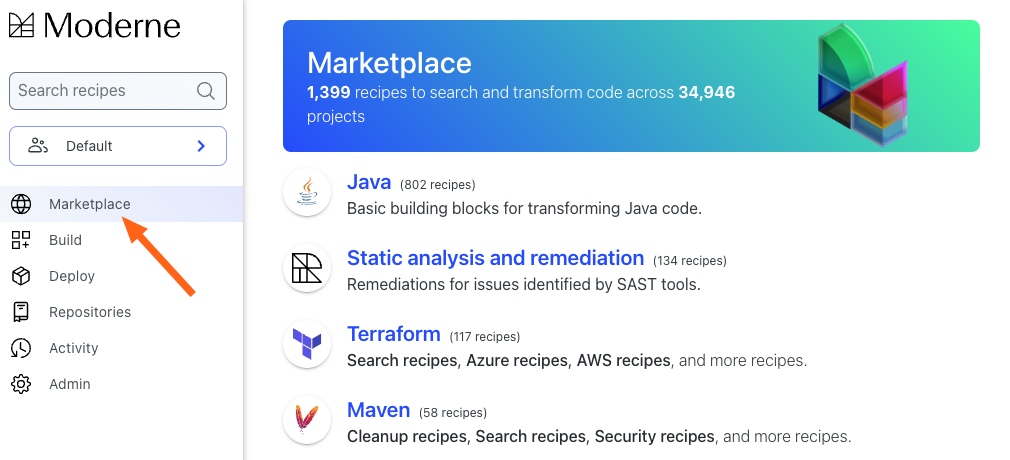 Moderne
Search recipes
Default
Marketplace
Build
Deploy
Repositories
Activity
Admin
Marketplace
1,399 recipes to search and transform code across 34,946
projects
Java (802 recipes)
Basic building blocks for transforming Java code.
Static analysis and remediation (134 recipes)
Remediations for issues identified by SAST tools.
Terraform (117 recipes)
Search recipes, Azure recipes, AWS recipes, and more recipes.
Maven (58 recipes)
Cleanup recipes, Search recipes, Security recipes, and more recipes.